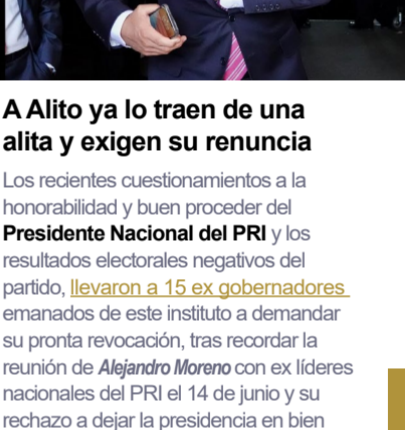 A Alito ya lo traen de una
alita y exigen su renuncia
Los recientes cuestionamientos a la
honorabilidad y buen proceder del
Presidente Nacional del PRI y los
resultados electorales negativos del
partido, llevaron a 15 ex gobernadores
emanados de este instituto a demandar
su pronta revocación, tras recordar la
reunión de Alejandro Moreno con ex líderes
nacionales del PRI el 14 de junio y su
rechazo a dejar la presidencia en bien